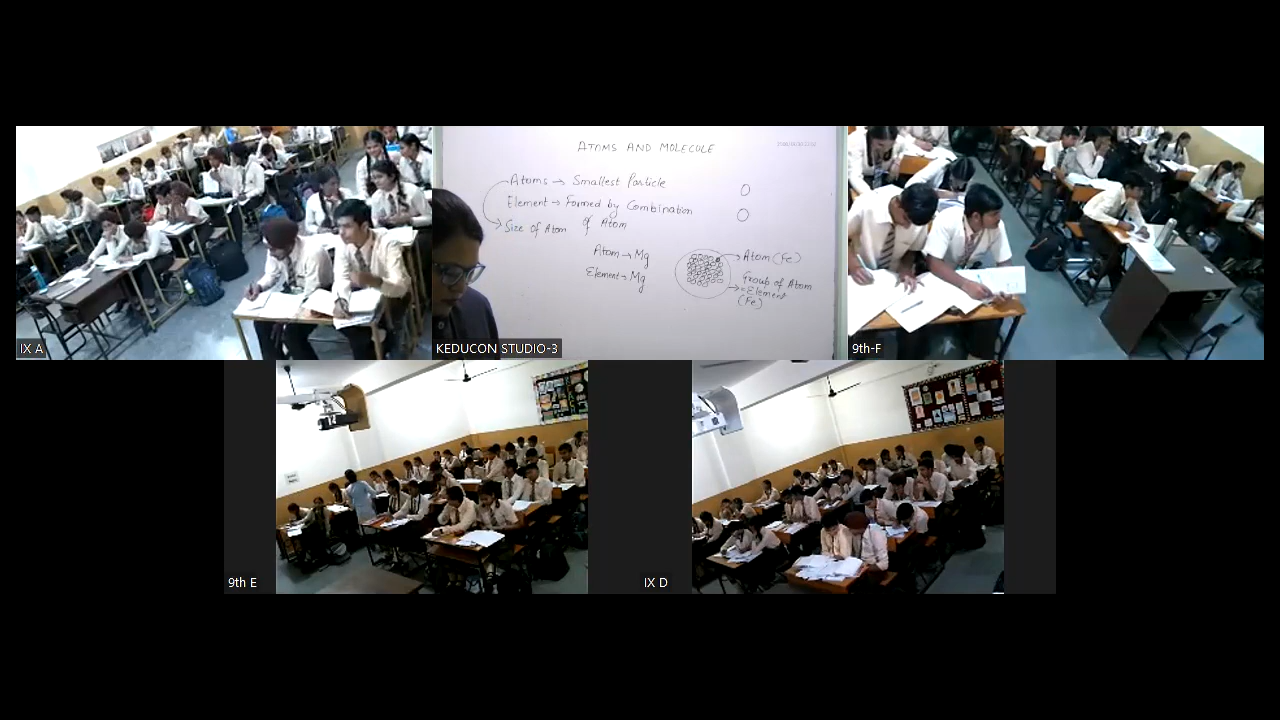 ATOMS AND MOLECULE
Atoms → Smallest Particle
Element → Formed by Combination
of Atom
Size of Atom
Atom → Mg
Element → Mg
Atom (Fe)
Group of Atom
= Element
(Fe)
IX A
KEDUCON STUDIO-3
9th-F
9th E
IX D